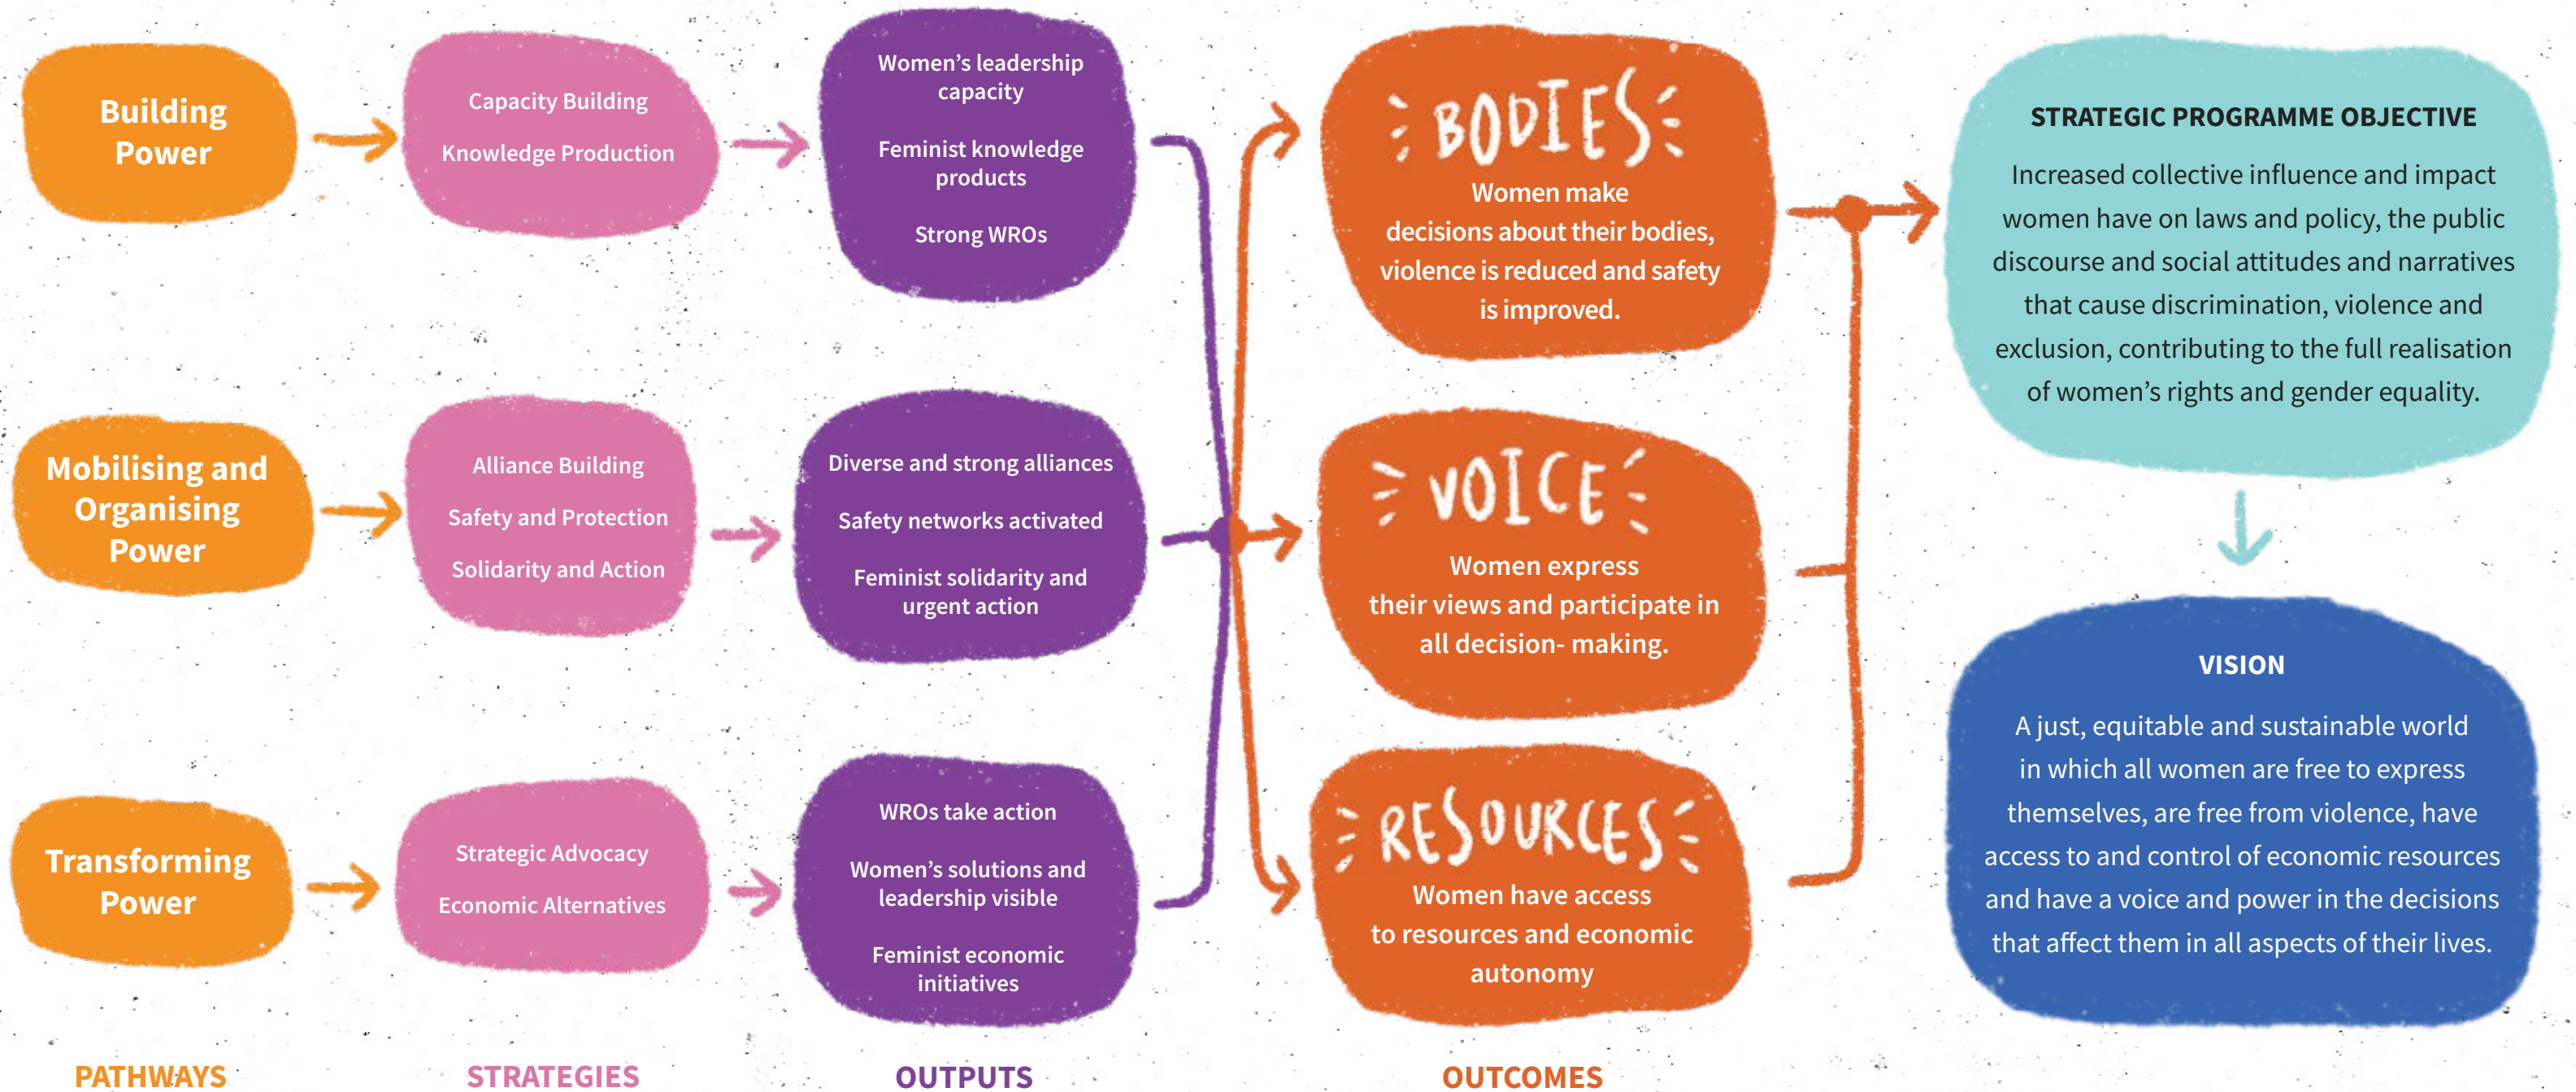 Building
Power
Capacity Building
Knowledge Production
Women's leadership
capacity
Feminist knowledge
products
Strong WROs
BODIES
Women make
decisions about their bodies,
violence is reduced and safety
is improved.
STRATEGIC PROGRAMME OBJECTIVE
Increased collective influence and impact
women have on laws and policy, the public
discourse and social attitudes and narratives
that cause discrimination, violence and
exclusion, contributing to the full realisation
of women's rights and gender equality.
Mobilising and
Organising
Power
Alliance Building
Safety and Protection
Solidarity and Action
Diverse and strong alliances
Safety networks activated
Feminist solidarity and
urgent action
VOICE
Women express
their views and participate in
all decision- making.
Transforming
Power
Strategic Advocacy
Economic Alternatives
WROs take action
Women's solutions and
leadership visible
Feminist economic
initiatives
RESOURCES
Women have access
to resources and economic
autonomy
VISION
A just, equitable and sustainable world
in which all women are free to express
themselves, are free from violence, have
access to and control of economic resources
and have a voice and power in the decisions
that affect them in all aspects of their lives.
PATHWAYS
STRATEGIES
OUTPUTS
OUTCOMES